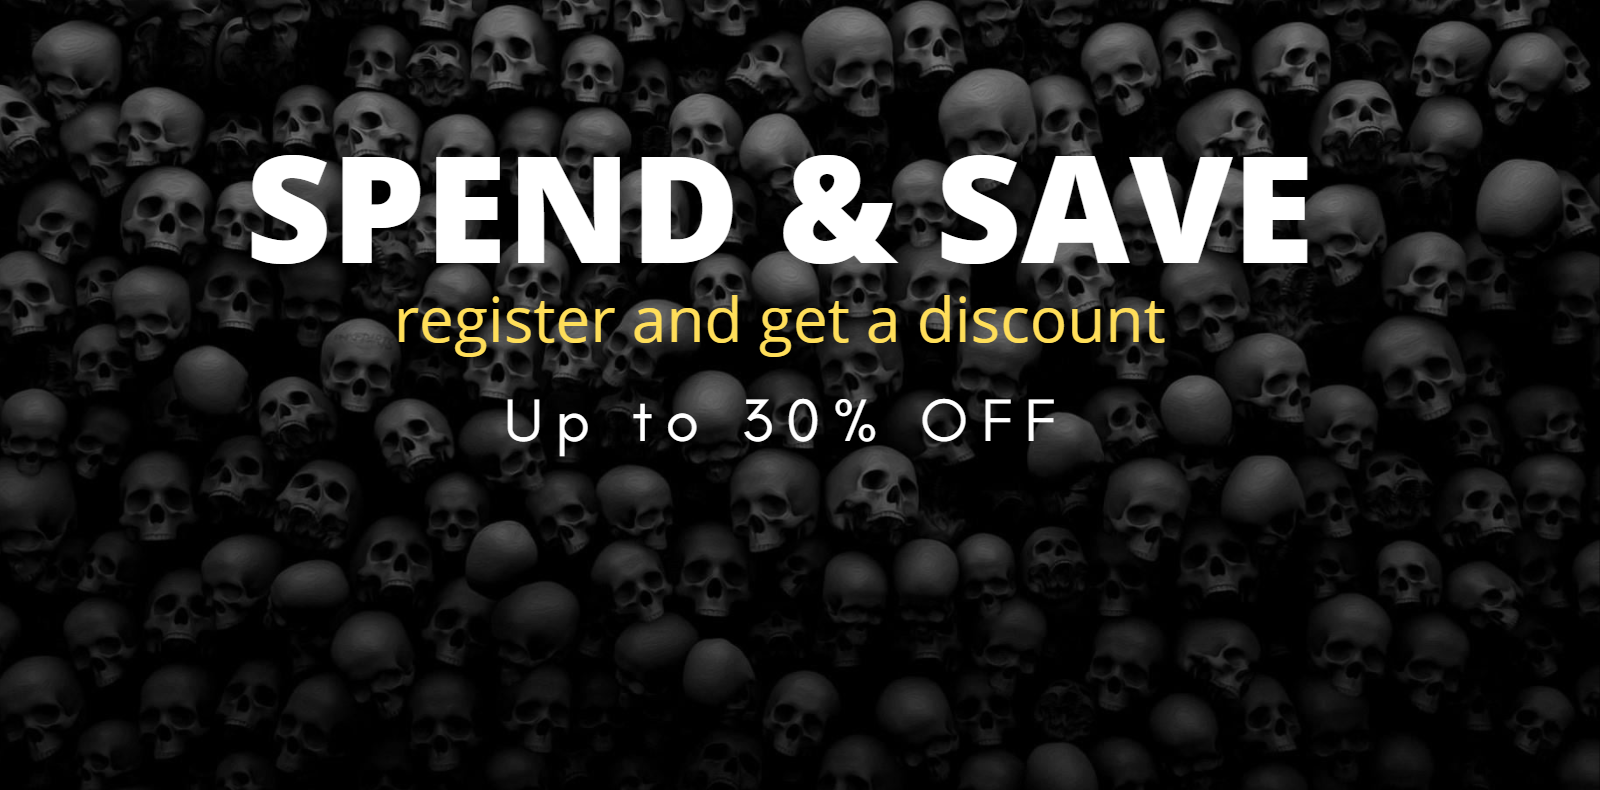 SPEND & SAVE
register and get a discount
Up to 30% OFF